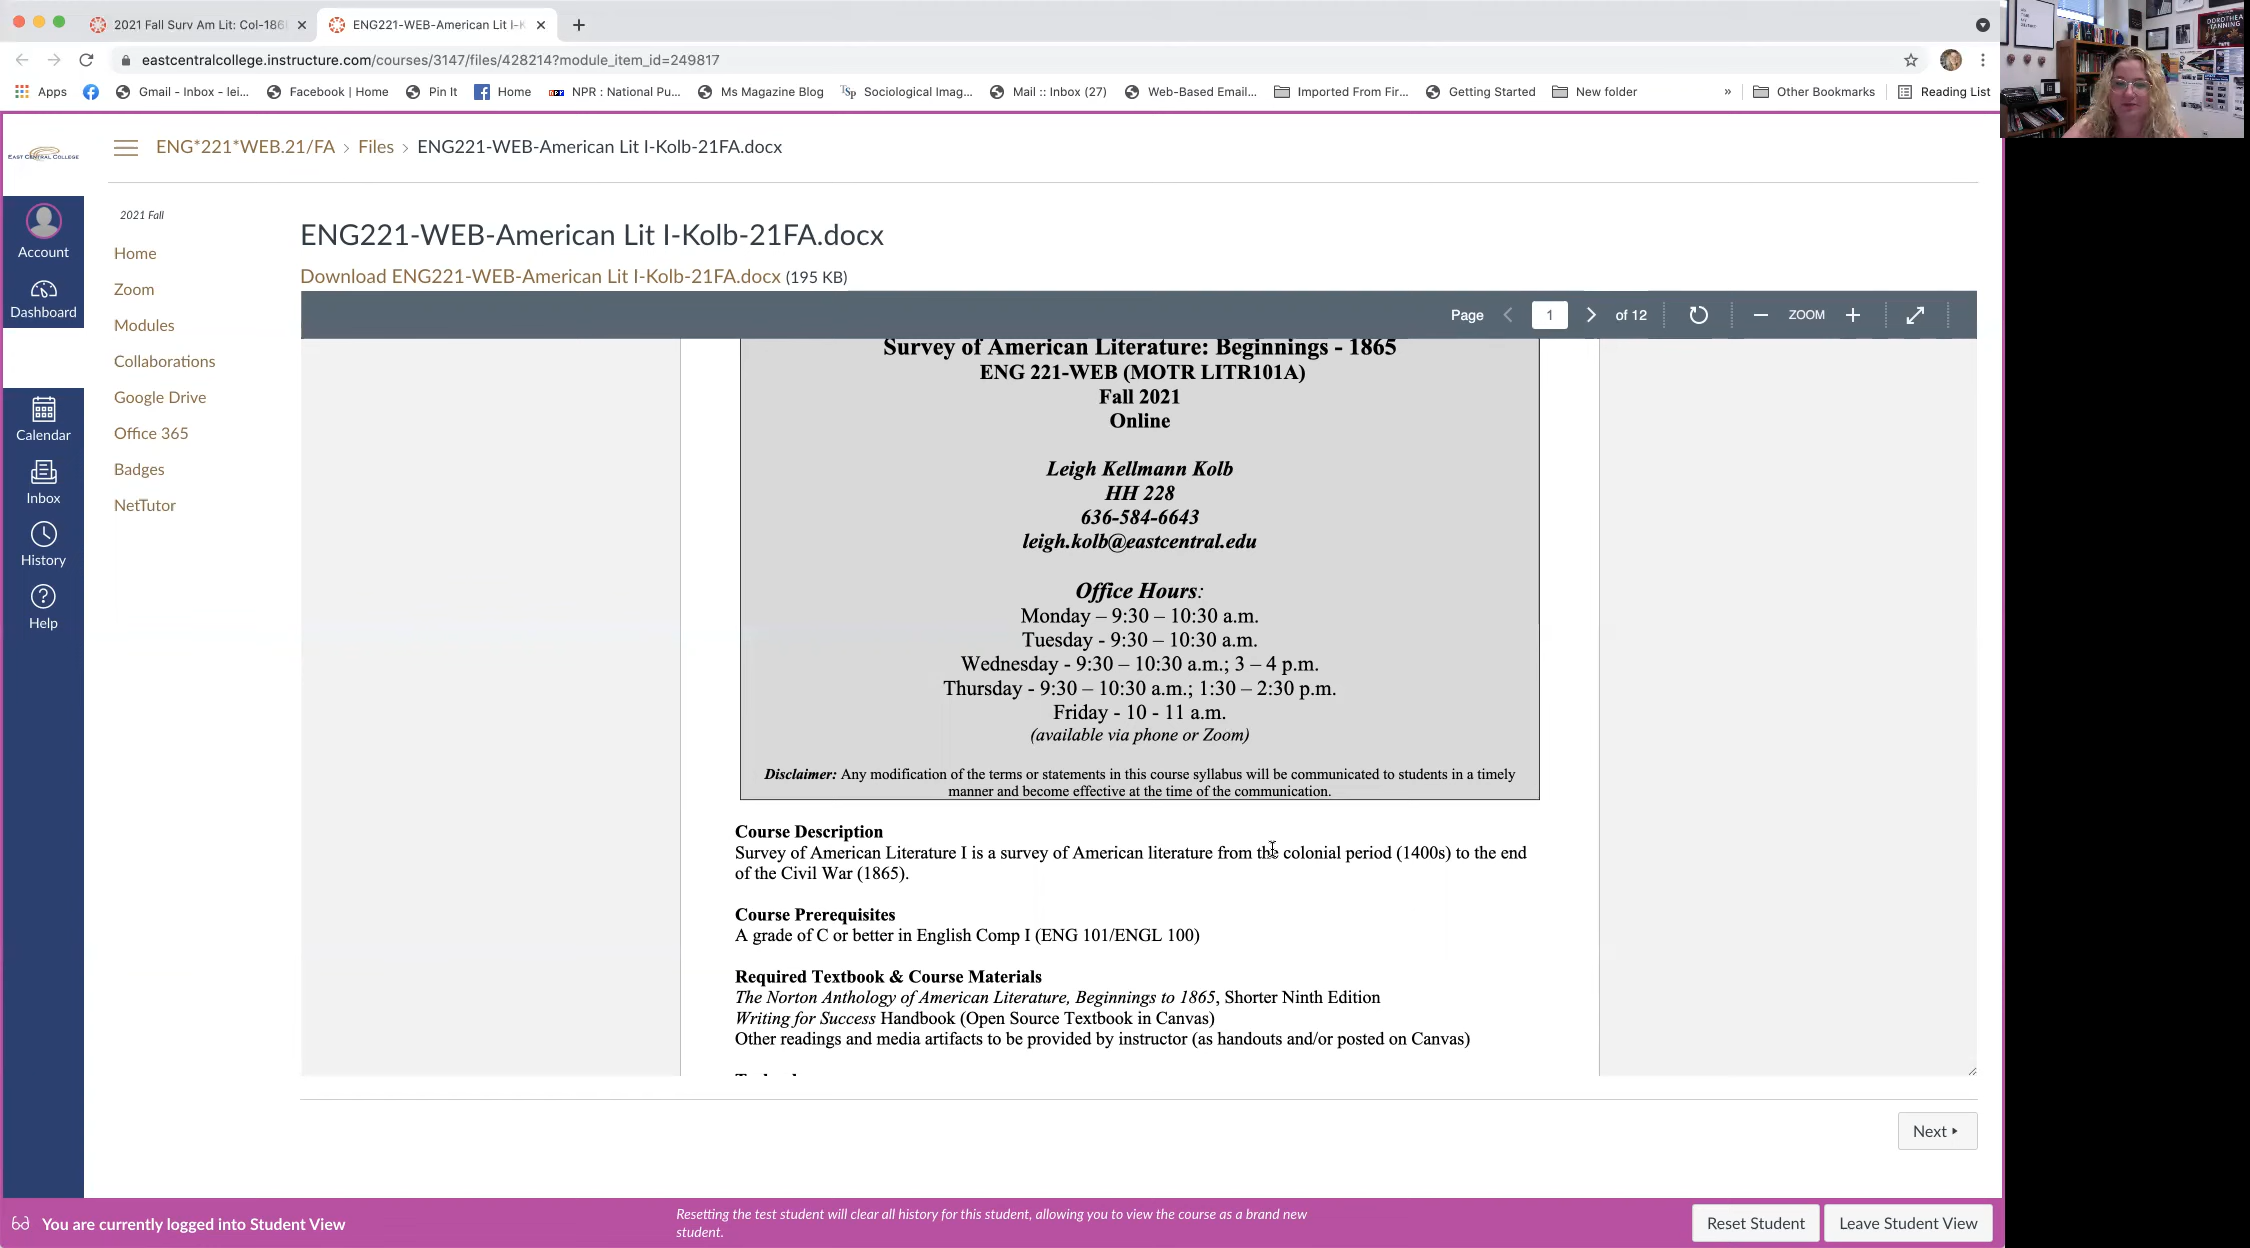 2021 Fall Surv Am Lit: Col-186
ENG221-WEB-American Lit I-K
eastcentralcollege.instructure.com/courses/3147/files/428214?module_item_id=249817
Apps
Gmail - Inbox - lei...
Facebook | Home
Pin It
Home
NPR : National Pu...
Ms Magazine Blog
TSP
Sociological Imag...
Mail :: Inbox (27)
Web-Based Email...
Imported From Fir...
Getting Started
New folder
»
Other Bookmarks
Reading List
EAST CENTRAL COLLEGE
ENG*221*WEB.21/FA › Files › ENG221-WEB-American Lit I-Kolb-21FA.docx
Account
Dashboard
Calendar
Inbox
History
Help
2021 Fall
Home
Zoom
Modules
Collaborations
Google Drive
Office 365
Badges
NetTutor
ENG221-WEB-American Lit I-Kolb-21FA.docx
Download ENG221-WEB-American Lit I-Kolb-21FA.docx (195 KB)
Page 1 of 12 ZOOM
Survey of American Literature: Beginnings - 1865
ENG 221-WEB (MOTR LITR101A)
Fall 2021
Online
Leigh Kellmann Kolb
HH 228
636-584-6643
leigh.kolb@eastcentral.edu
Office Hours:
Monday – 9:30 – 10:30 a.m.
Tuesday - 9:30 – 10:30 a.m.
Wednesday - 9:30 – 10:30 a.m.; 3 – 4 p.m.
Thursday - 9:30 – 10:30 a.m.; 1:30 – 2:30 p.m.
Friday - 10 - 11 a.m.
(available via phone or Zoom)
Disclaimer: Any modification of the terms or statements in this course syllabus will be communicated to students in a timely
manner and become effective at the time of the communication.
Course Description
Survey of American Literature I is a survey of American literature from the colonial period (1400s) to the end
of the Civil War (1865).
Course Prerequisites
A grade of C or better in English Comp I (ENG 101/ENGL 100)
Required Textbook & Course Materials
The Norton Anthology of American Literature, Beginnings to 1865, Shorter Ninth Edition
Writing for Success Handbook (Open Source Textbook in Canvas)
Other readings and media artifacts to be provided by instructor (as handouts and/or posted on Canvas)
Next
You are currently logged into Student View
Resetting the test student will clear all history for this student, allowing you to view the course as a brand new
student.
Reset Student
Leave Student View
DOROTHEA
TANNING